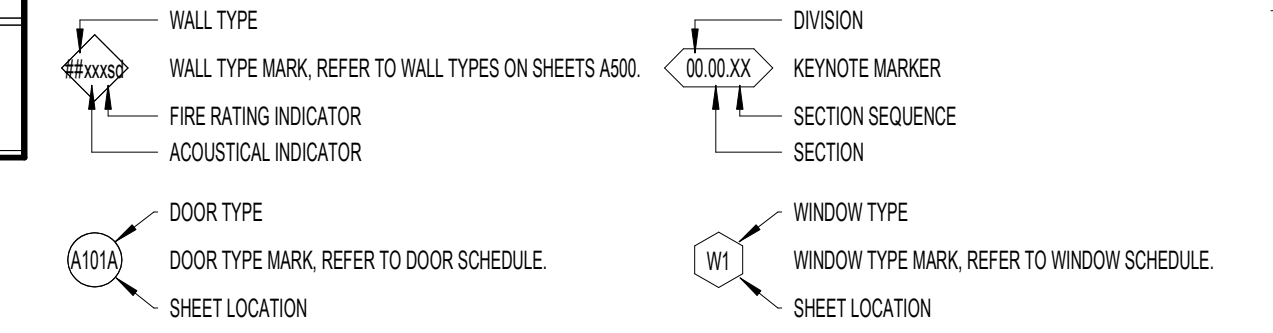 WALL TYPE
##xxxsd
WALL TYPE MARK, REFER TO WALL TYPES ON SHEETS A500.
FIRE RATING INDICATOR
ACOUSTICAL INDICATOR
DIVISION
00.00.XX
KEYNOTE MARKER
SECTION SEQUENCE
SECTION
DOOR TYPE
A101A
DOOR TYPE MARK, REFER TO DOOR SCHEDULE.
SHEET LOCATION
WINDOW TYPE
W1
WINDOW TYPE MARK, REFER TO WINDOW SCHEDULE.
SHEET LOCATION